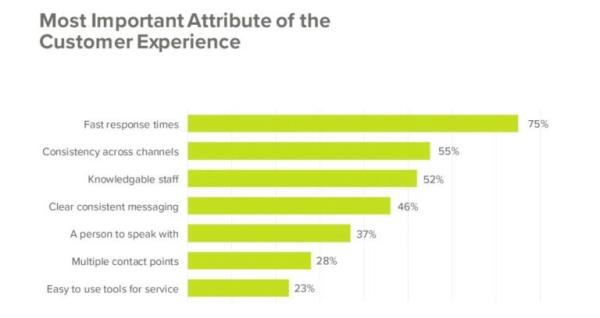 Most Important Attribute of the
Customer Experience
Fast response times 75%
Consistency across channels 55%
Knowledgable staff 52%
Clear consistent messaging 46%
A person to speak with 37%
Multiple contact points 28%
Easy to use tools for service 23%